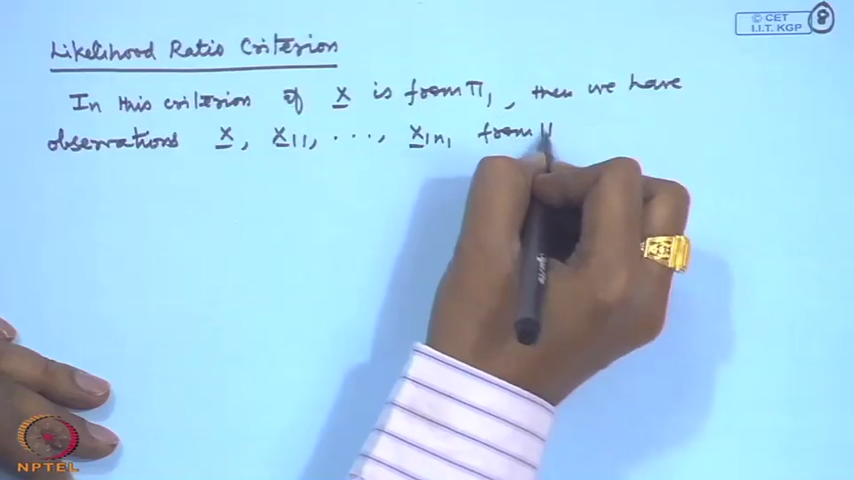 © CET
I.I.T. KGP
8
Likelihood Ratio Criterion
In this criterion if x is from π1, then we have
observations x, x11, ..., x1n1 from
NPTEL